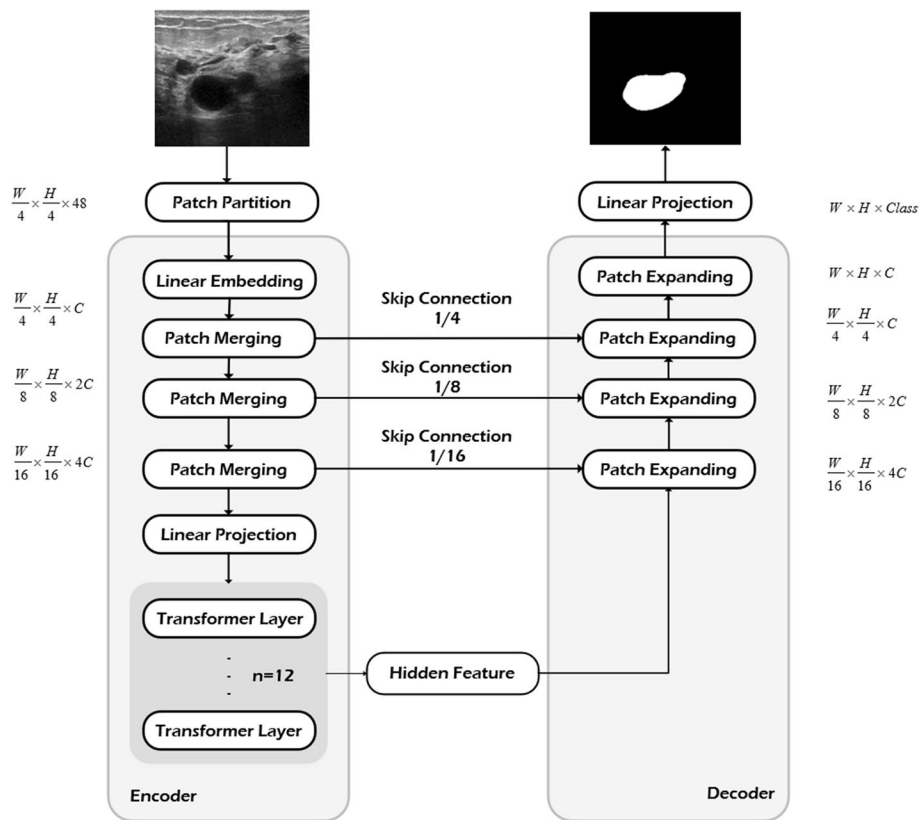 W/4 × H/4 × 48
Patch Partition
Linear Projection
W × H × Class
Linear Embedding
Patch Expanding
W × H × C
W/4 × H/4 × C
Patch Merging
Skip Connection
1/4
Patch Expanding
W/4 × H/4 × C
W/8 × H/8 × 2C
Patch Merging
Skip Connection
1/8
Patch Expanding
W/8 × H/8 × 2C
W/16 × H/16 × 4C
Patch Merging
Skip Connection
1/16
Patch Expanding
W/16 × H/16 × 4C
Linear Projection
Transformer Layer
n=12
Hidden Feature
Transformer Layer
Encoder
Decoder